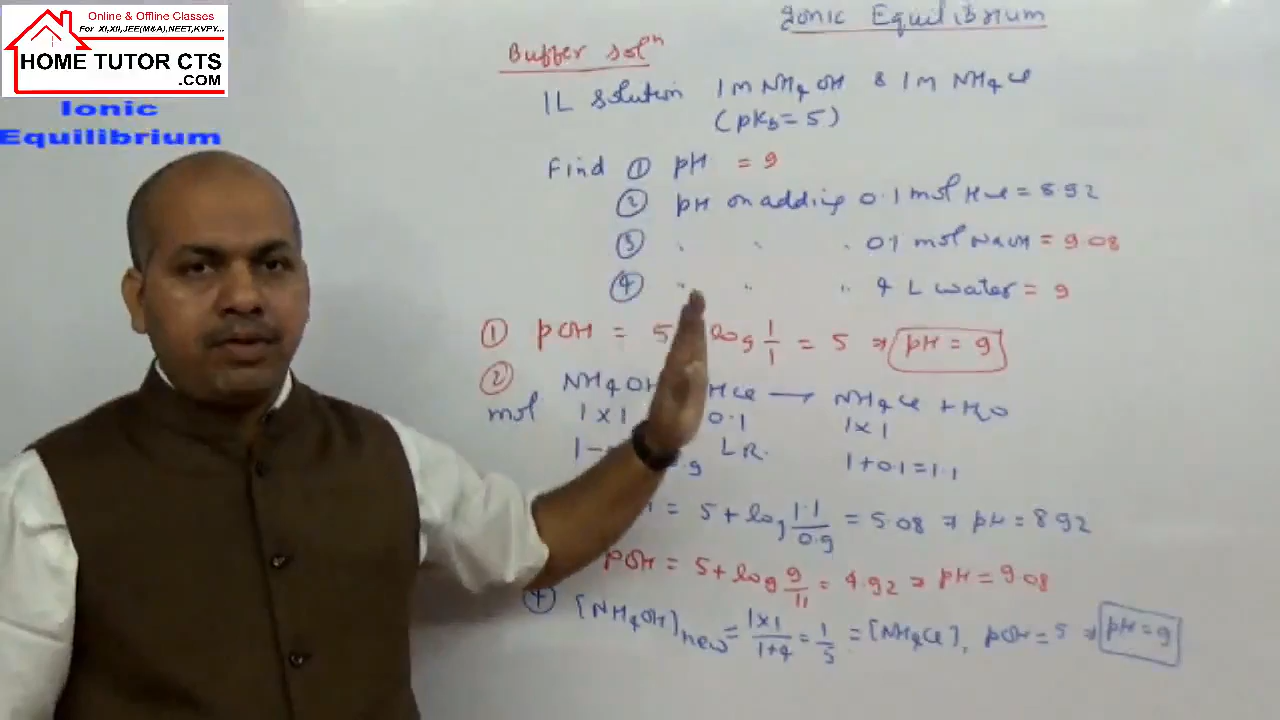 Online & Offline Classes
For XI,XII,JEE(M&A),NEET,KVPY...
HOME TUTOR CTS
.COM
Ionic
Equilibrium
Ionic Equilibrium
Buffer solⁿ
1L solution 1M NH4OH & 1M NH4Cl
(pKb=5)
Find ① pH = 9
② pH on adding 0.1 mol HCl = 8.92
③ " " " 0.1 mol NaOH = 9.08
④ " " " 4 L water = 9
① pOH = 5 log 1/1 = 5 ⇒ pH = 9
② NH4OH HCl → NH4Cl + H2O
mol 1×1 0.1 1×1
1- .9 LR. 1+0.1=1.1
= 5+log 1.1/0.9 = 5.08 ⇒ pH = 8.92
pOH = 5+log 9/11 = 4.92 ⇒ pH = 9.08
④ [NH4OH]new = 1×1/1+4 = 1/5 = [NH4Cl], pOH = 5 ⇒ pH = 9